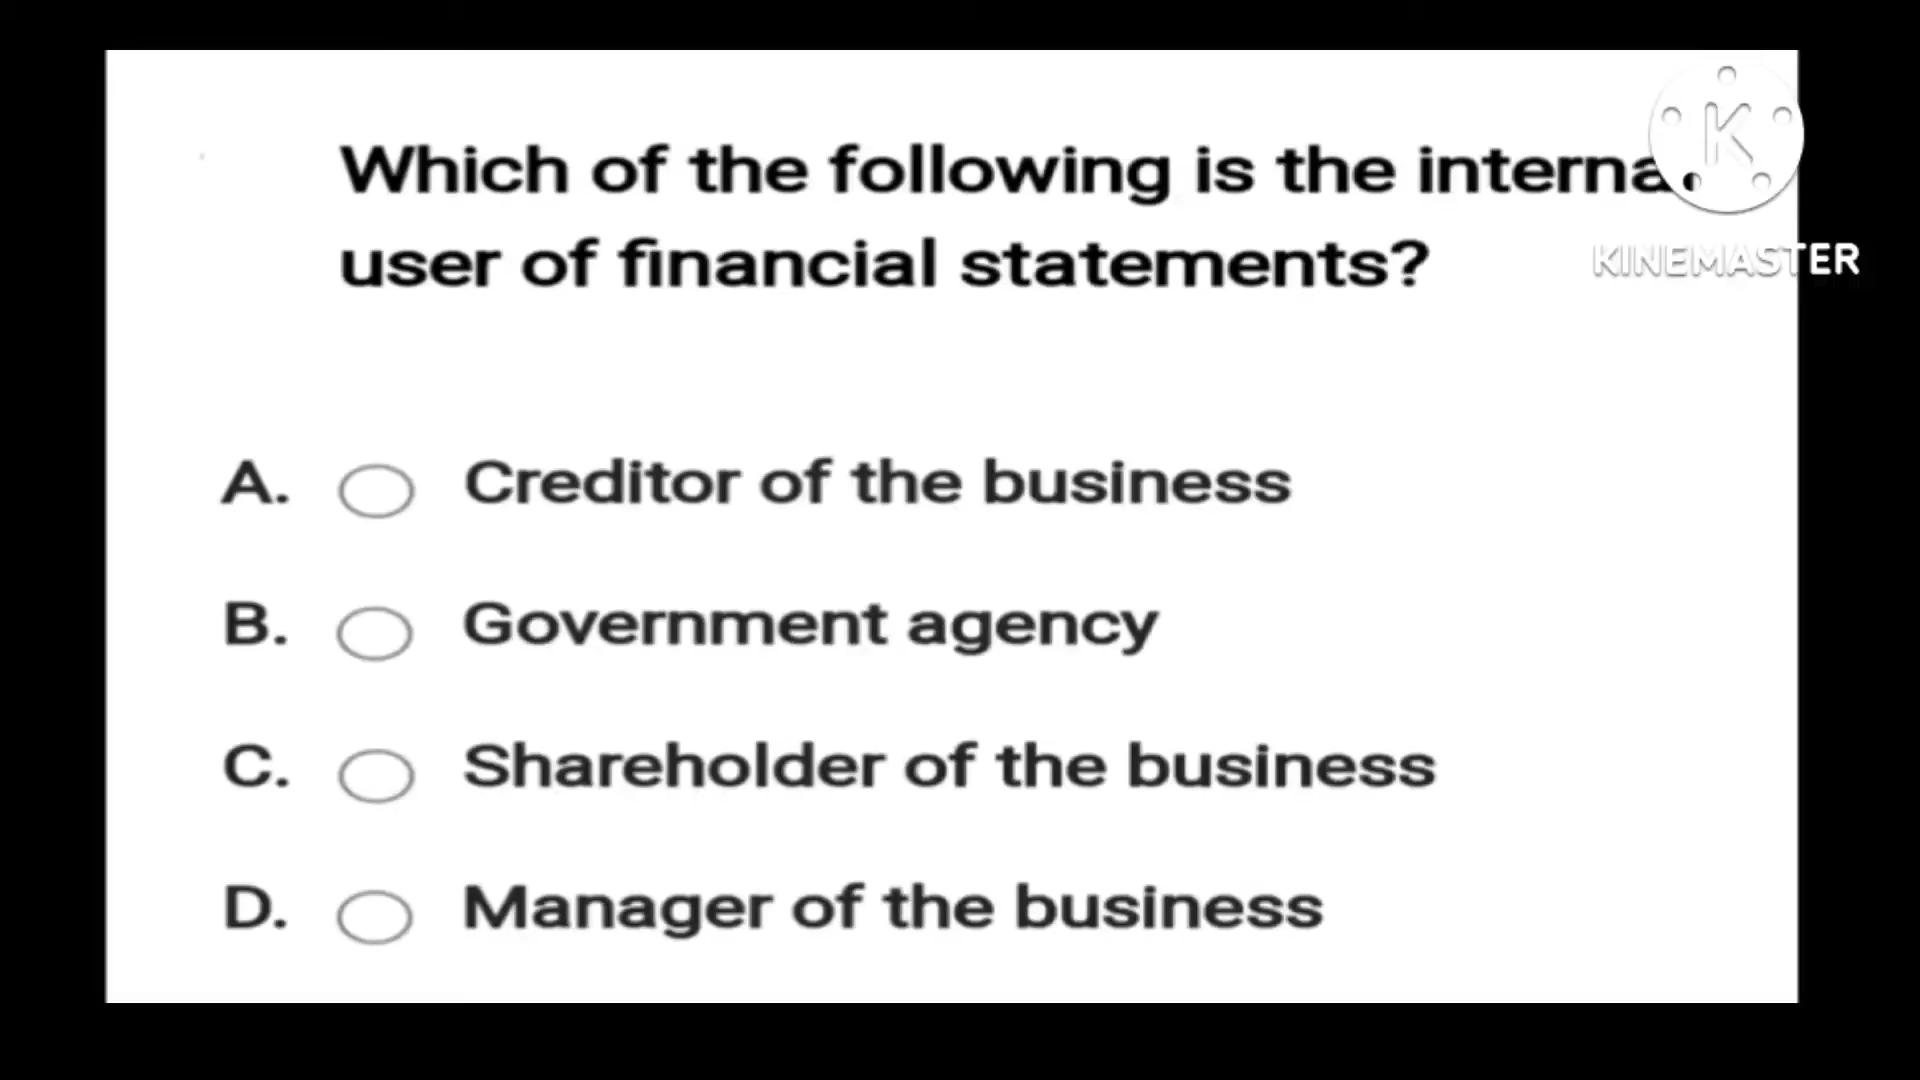 Which of the following is the internal
user of financial statements?
K
KINEMASTER
A. Creditor of the business
B. Government agency
C. Shareholder of the business
D. Manager of the business